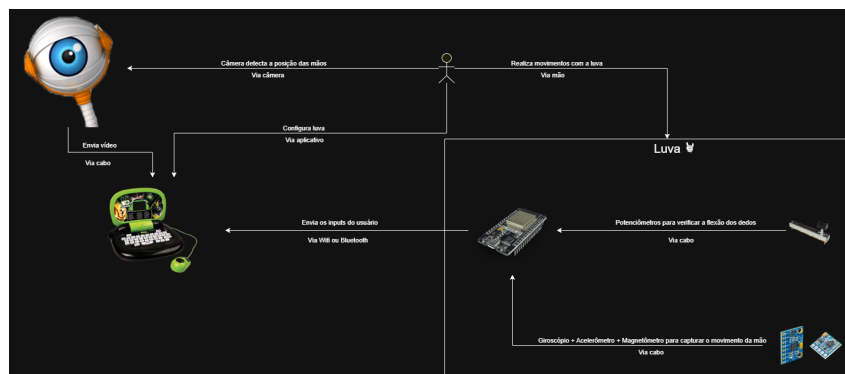 Câmera detecta a posição das mãos
Via câmera
Realiza movimentos com a luva
Via mão
Configura luva
Via aplicativo
Envia vídeo
Via cabo
Luva 🤘
Envia os inputs do usuário
Via Wifi ou Bluetooth
Potenciômetros para verificar a flexão dos dedos
Via cabo
Giroscópio + Acelerômetro + Magnetômetro para capturar o movimento da mão
Via cabo